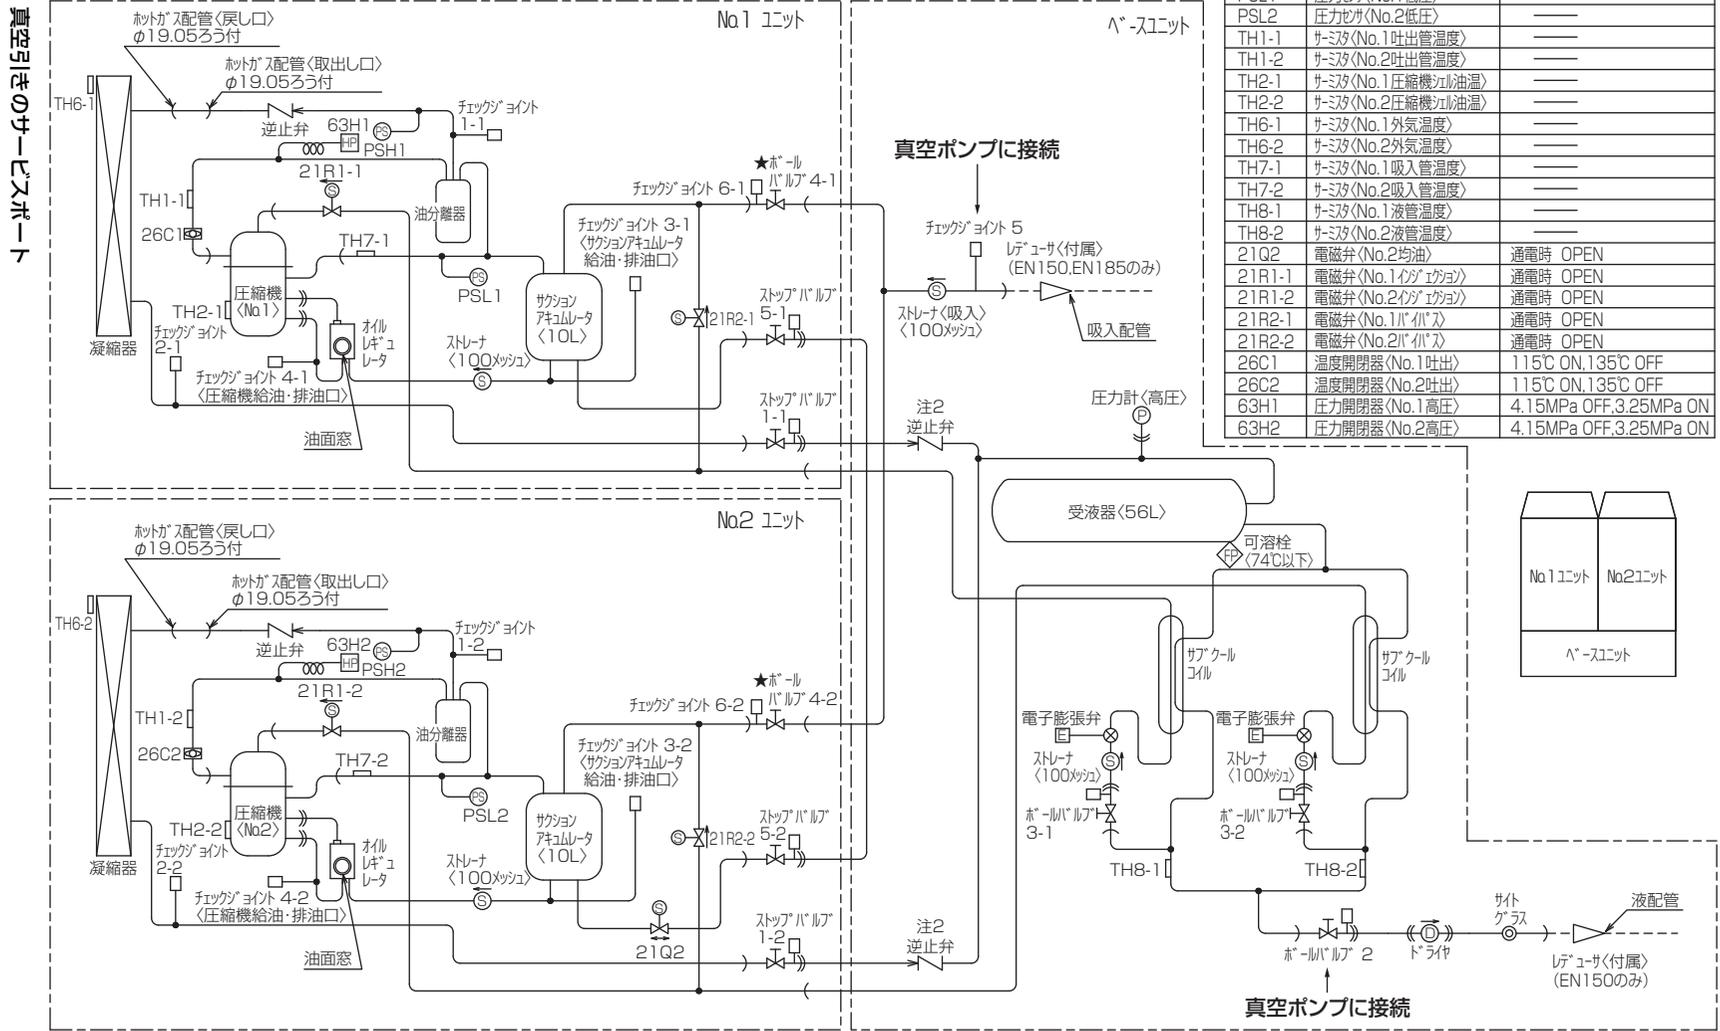 真空引きのサービスポート
No.1 ユニット
ホットガス配管〈戻し口〉
φ19.05ろう付
ホットガス配管〈取出し口〉
φ19.05ろう付
TH6-1
逆止弁
63H1
HP
PS
PSH1
チェックジョイント
1-1
21R1-1
S
TH1-1
26C1
油分離器
TH7-1
PS
PSL1
圧縮機
〈No.1〉
TH2-1
凝縮器
チェックジョイント
2-1
オイル
レギュ
レータ
チェックジョイント 4-1
〈圧縮機給油・排油口〉
油面窓
ストレーナ
〈100メッシュ〉
S
サクション
アキュムレータ
〈10L〉
チェックジョイント 3-1
〈サクションアキュムレータ
給油・排油口〉
チェックジョイント 6-1
★ボール
バルブ4-1
S
21R2-1
ストップバルブ
5-1
ストップバルブ
1-1
No.2 ユニット
ホットガス配管〈戻し口〉
φ19.05ろう付
ホットガス配管〈取出し口〉
φ19.05ろう付
TH6-2
逆止弁
63H2
HP
PS
PSH2
チェックジョイント
1-2
21R1-2
S
TH1-2
26C2
油分離器
TH7-2
PS
PSL2
圧縮機
〈No.2〉
TH2-2
凝縮器
チェックジョイント
2-2
オイル
レギュ
レータ
チェックジョイント 4-2
〈圧縮機給油・排油口〉
油面窓
ストレーナ
〈100メッシュ〉
S
サクション
アキュムレータ
〈10L〉
チェックジョイント 3-2
〈サクションアキュムレータ
給油・排油口〉
チェックジョイント 6-2
★ボール
バルブ4-2
S
21R2-2
S
21Q2
ストップバルブ
5-2
ストップバルブ
1-2
ベースユニット
真空ポンプに接続
チェックジョイント 5
レデューサ〈付属〉
(EN150,EN185のみ)
S
ストレーナ〈吸入〉
〈100メッシュ〉
吸入配管
注2
逆止弁
圧力計〈高圧〉
P
受液器〈56L〉
FP
可溶栓
〈74℃以下〉
サブクール
コイル
サブクール
コイル
電子膨張弁
E
ストレーナ
〈100メッシュ〉
S
ボールバルブ
3-1
電子膨張弁
E
ストレーナ
〈100メッシュ〉
S
ボールバルブ
3-2
TH8-1
TH8-2
注2
逆止弁
ボールバルブ 2
D
ドライヤ
サイト
グラス
液配管
レデューサ〈付属〉
(EN150のみ)
真空ポンプに接続
PSL2 圧力センサ〈No.2低圧〉 ——
TH1-1 サーミスタ〈No.1吐出管温度〉 ——
TH1-2 サーミスタ〈No.2吐出管温度〉 ——
TH2-1 サーミスタ〈No.1圧縮機シェル油温〉 ——
TH2-2 サーミスタ〈No.2圧縮機シェル油温〉 ——
TH6-1 サーミスタ〈No.1外気温度〉 ——
TH6-2 サーミスタ〈No.2外気温度〉 ——
TH7-1 サーミスタ〈No.1吸入管温度〉 ——
TH7-2 サーミスタ〈No.2吸入管温度〉 ——
TH8-1 サーミスタ〈No.1液管温度〉 ——
TH8-2 サーミスタ〈No.2液管温度〉 ——
21Q2 電磁弁〈No.2均油〉 通電時 OPEN
21R1-1 電磁弁〈No.1インジェクション〉 通電時 OPEN
21R1-2 電磁弁〈No.2インジェクション〉 通電時 OPEN
21R2-1 電磁弁〈No.1バイパス〉 通電時 OPEN
21R2-2 電磁弁〈No.2バイパス〉 通電時 OPEN
26C1 温度開閉器〈No.1吐出〉 115℃ ON,135℃ OFF
26C2 温度開閉器〈No.2吐出〉 115℃ ON,135℃ OFF
63H1 圧力開閉器〈No.1高圧〉 4.15MPa OFF,3.25MPa ON
63H2 圧力開閉器〈No.2高圧〉 4.15MPa OFF,3.25MPa ON
No.1ユニット
No.2ユニット
ベースユニット